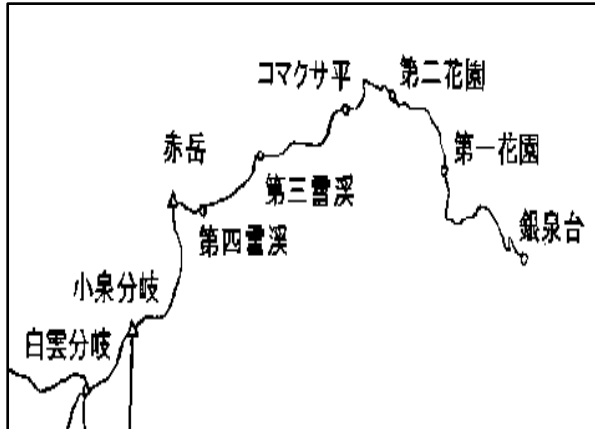 コマクサ平
第二花園
赤岳
第一花園
第三雪渓
第四雪渓
銀泉台
小泉分岐
白雲分岐